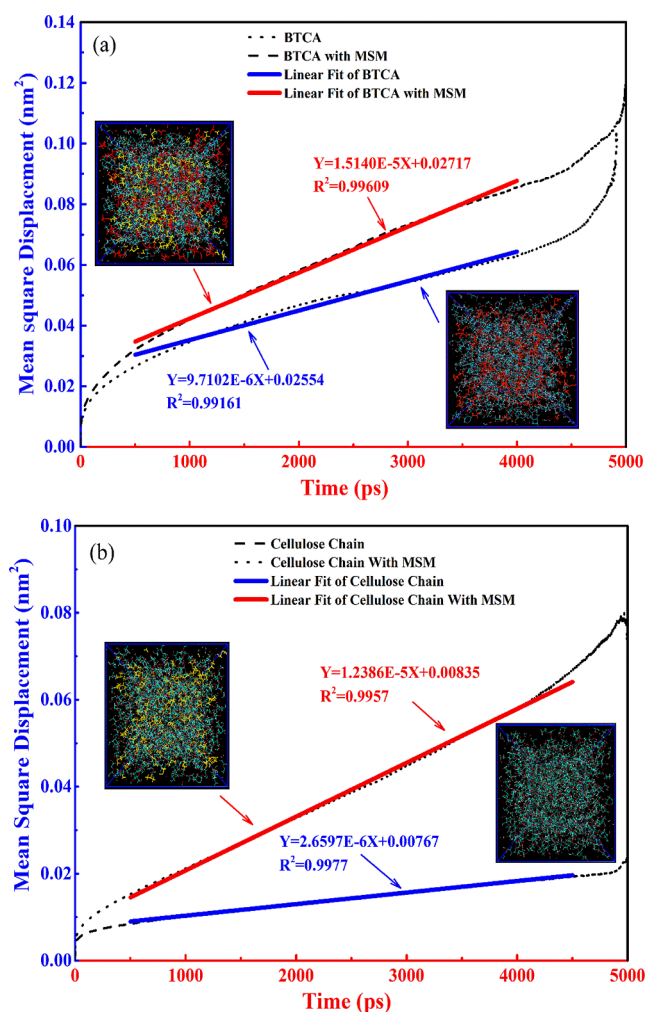 (a)
BTCA
BTCA with MSM
Linear Fit of BTCA
Linear Fit of BTCA with MSM
Y=1.5140E-5X+0.02717
R²=0.99609
Y=9.7102E-6X+0.02554
R²=0.99161
Mean square Displacement (nm²)
0.14
0.12
0.10
0.08
0.06
0.04
0.02
0.00
0
1000
2000
3000
4000
5000
Time (ps)
(b)
Cellulose Chain
Cellulose Chain With MSM
Linear Fit of Cellulose Chain
Linear Fit of Cellulose Chain With MSM
Y=1.2386E-5X+0.00835
R²=0.9957
Y=2.6597E-6X+0.00767
R²=0.9977
Mean Square Displacement (nm²)
0.10
0.08
0.06
0.04
0.02
0.00
0
1000
2000
3000
4000
5000
Time (ps)